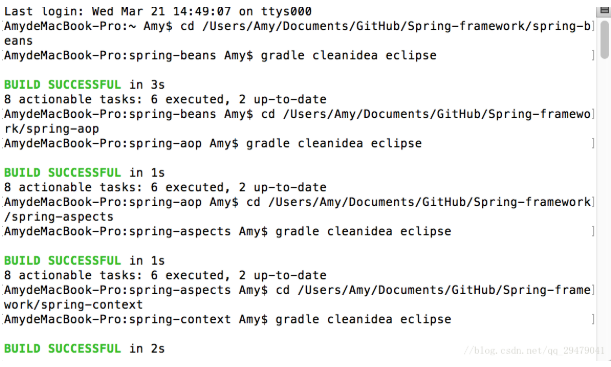 Last login: Wed Mar 21 14:49:07 on ttys000
AmydeMacBook-Pro:~ Amy$ cd /Users/Amy/Documents/GitHub/Spring-framework/spring-b
eans
AmydeMacBook-Pro:spring-beans Amy$ gradle cleanidea eclipse
BUILD SUCCESSFUL in 3s
8 actionable tasks: 6 executed, 2 up-to-date
AmydeMacBook-Pro:spring-beans Amy$ cd /Users/Amy/Documents/GitHub/Spring-framewo
rk/spring-aop
AmydeMacBook-Pro:spring-aop Amy$ gradle cleanidea eclipse
BUILD SUCCESSFUL in 1s
8 actionable tasks: 6 executed, 2 up-to-date
AmydeMacBook-Pro:spring-aop Amy$ cd /Users/Amy/Documents/GitHub/Spring-framework
/spring-aspects
AmydeMacBook-Pro:spring-aspects Amy$ gradle cleanidea eclipse
BUILD SUCCESSFUL in 1s
8 actionable tasks: 6 executed, 2 up-to-date
AmydeMacBook-Pro:spring-aspects Amy$ cd /Users/Amy/Documents/GitHub/Spring-frame
work/spring-context
AmydeMacBook-Pro:spring-context Amy$ gradle cleanidea eclipse
BUILD SUCCESSFUL in 2s
//blog.csdn.net/qq_29479041